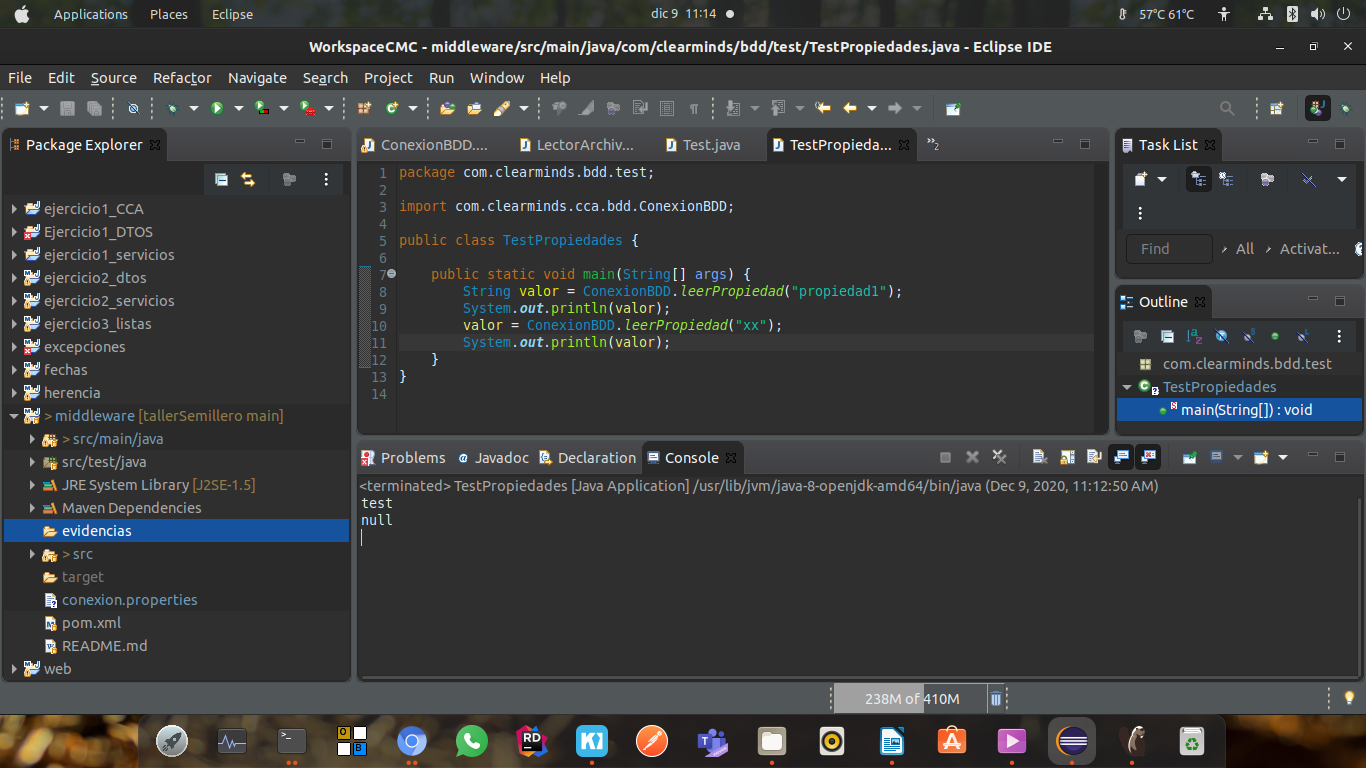 Applications Places Eclipse dic 9 11:14 57°C 61°C
WorkspaceCMC - middleware/src/main/java/com/clearminds/bdd/test/TestPropiedades.java - Eclipse IDE
File Edit Source Refactor Navigate Search Project Run Window Help
Package Explorer
ejercicio1_CCA
Ejercicio1_DTOS
ejercicio1_servicios
ejercicio2_dtos
ejercicio2_servicios
ejercicio3_listas
excepciones
fechas
herencia
> middleware [tallerSemillero main]
> src/main/java
src/test/java
JRE System Library [J2SE-1.5]
Maven Dependencies
evidencias
> src
target
conexion.properties
pom.xml
README.md
web
ConexionBDD.... LectorArchiv... Test.java TestPropieda... »2
1 package com.clearminds.bdd.test;
2
3 import com.clearminds.cca.bdd.ConexionBDD;
4
5 public class TestPropiedades {
6
7 public static void main(String[] args) {
8 String valor = ConexionBDD.leerPropiedad("propiedad1");
9 System.out.println(valor);
10 valor = ConexionBDD.leerPropiedad("xx");
11 System.out.println(valor);
12 }
13 }
14
Problems Javadoc Declaration Console
<terminated> TestPropiedades [Java Application] /usr/lib/jvm/java-8-openjdk-amd64/bin/java (Dec 9, 2020, 11:12:50 AM)
test
null
Task List
Find All Activat...
Outline
com.clearminds.bdd.test
TestPropiedades
main(String[]) : void
238M of 410M